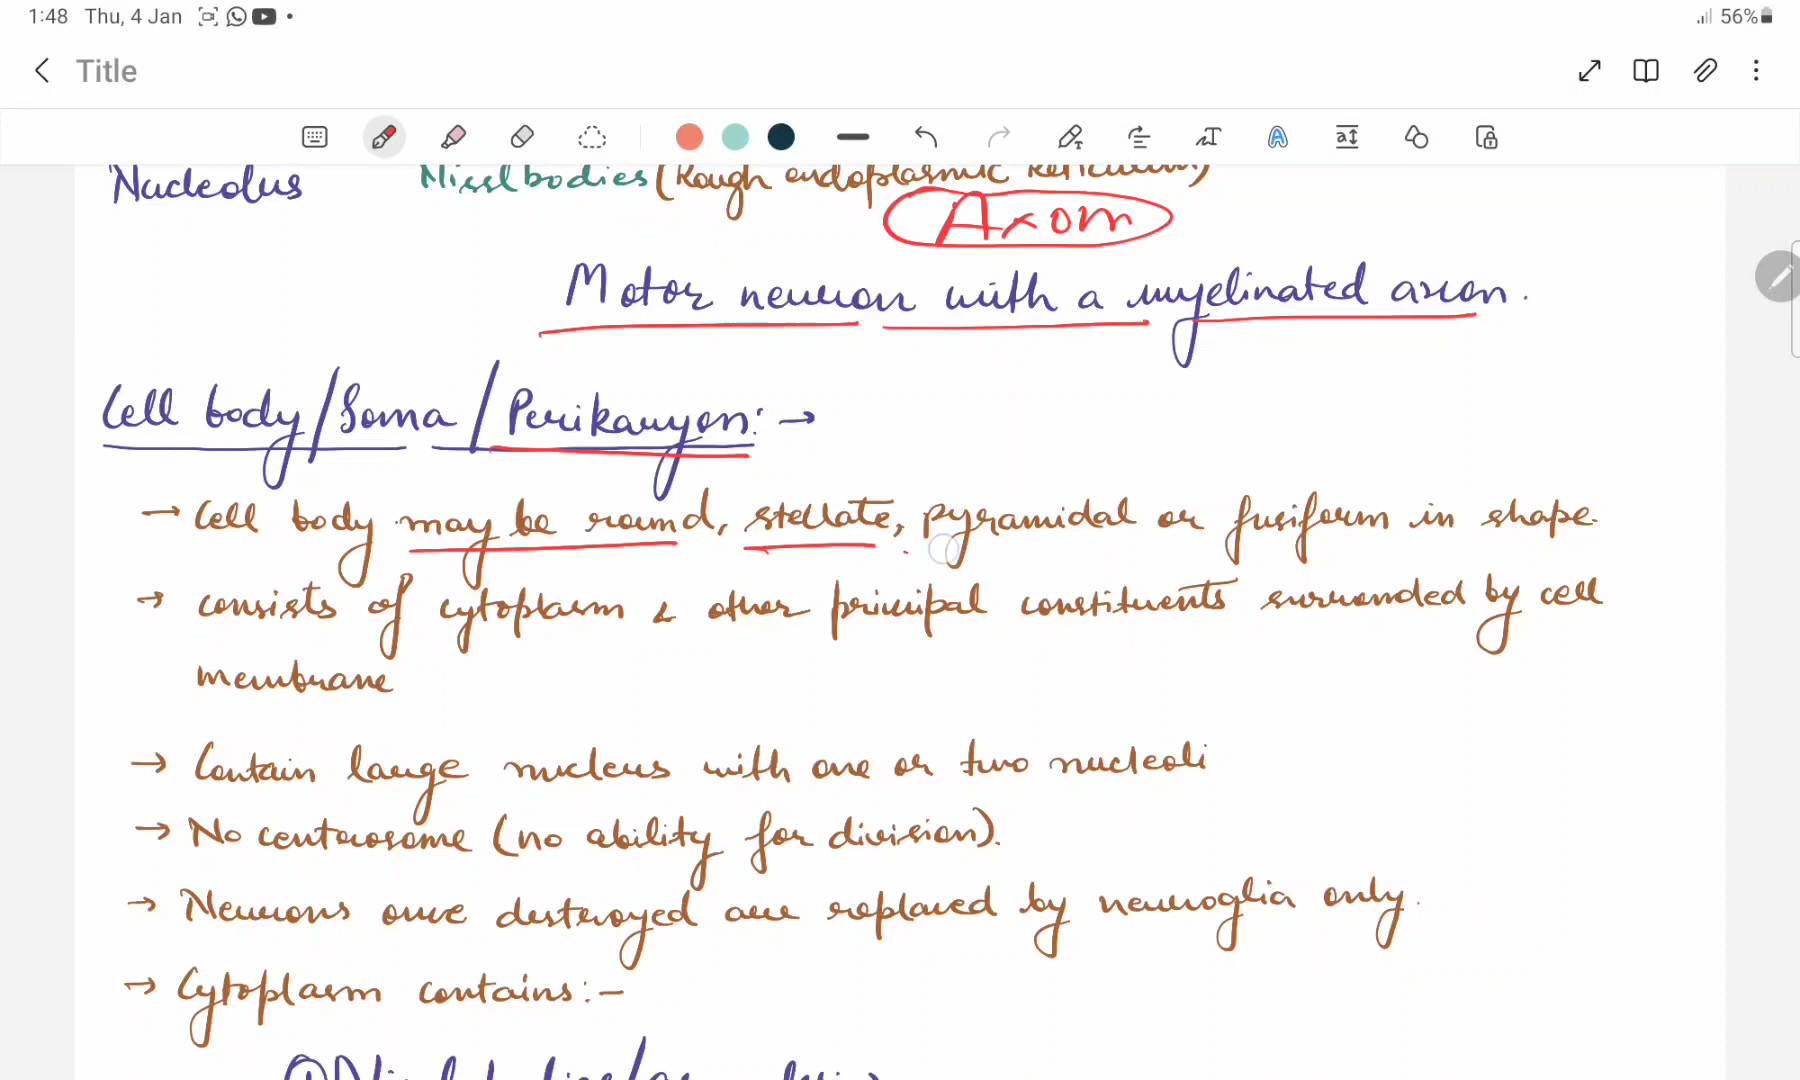 1:48 Thu, 4 Jan
56%
Title
Nucleolus Nissl bodies (Rough endoplasmic Reticulum)
Axom
Motor neuron with a myelinated axon.
Cell body/Soma/Perikaryon:→
→ Cell body may be round, stellate, pyramidal or fusiform in shape.
→ consists of cytoplasm & other principal constituents surrounded by cell
membrane
→ Contain large nucleus with one or two nucleoli
→ No centrosome (no ability for division).
→ Neurons once destroyed are replaced by neuroglia only.
→ Cytoplasm contains:-